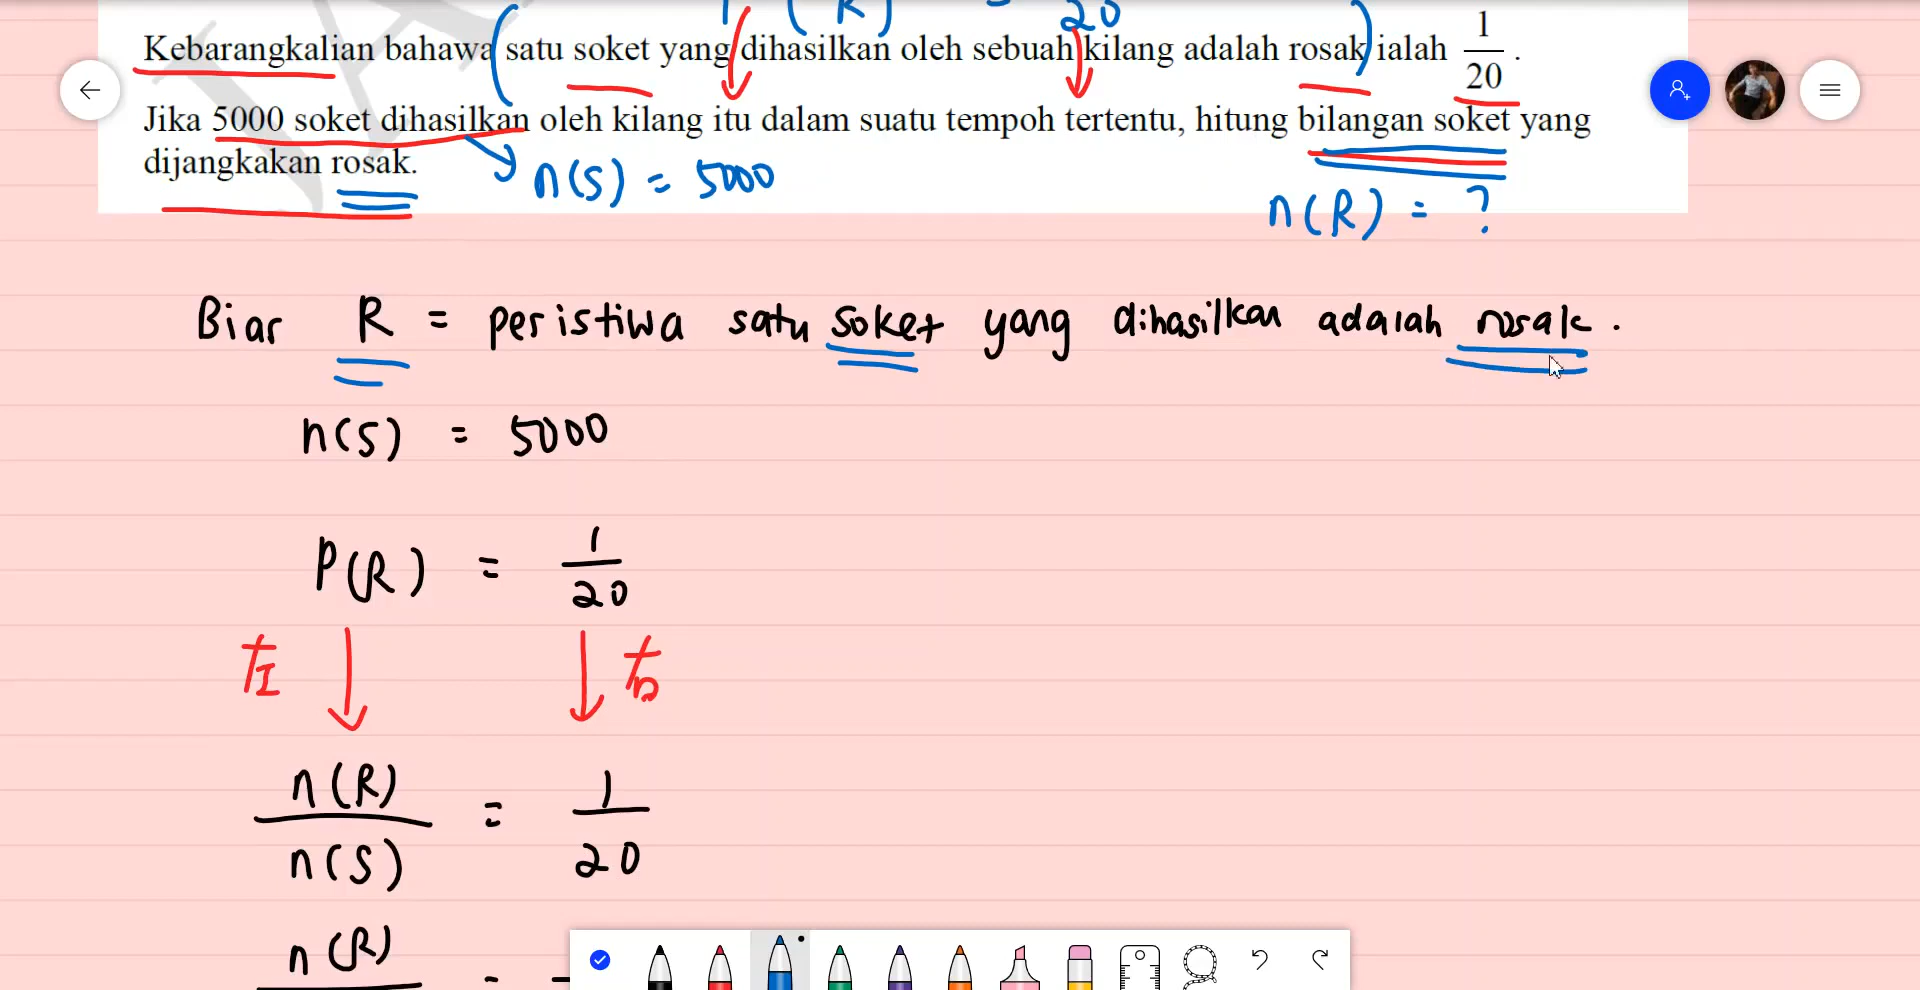 (R) = 20
Kebarangkalian bahawa satu soket yang dihasilkan oleh sebuah kilang adalah rosak ialah 1/20.
Jika 5000 soket dihasilkan oleh kilang itu dalam suatu tempoh tertentu, hitung bilangan soket yang
dijangkakan rosak.
n(S) = 5000
n(R) = ?
Biar R = peristiwa satu soket yang dihasilkan adalah rosak.
n(S) = 5000
P(R) = 1/20
n(R)/n(S) = 1/20
n(R)
=